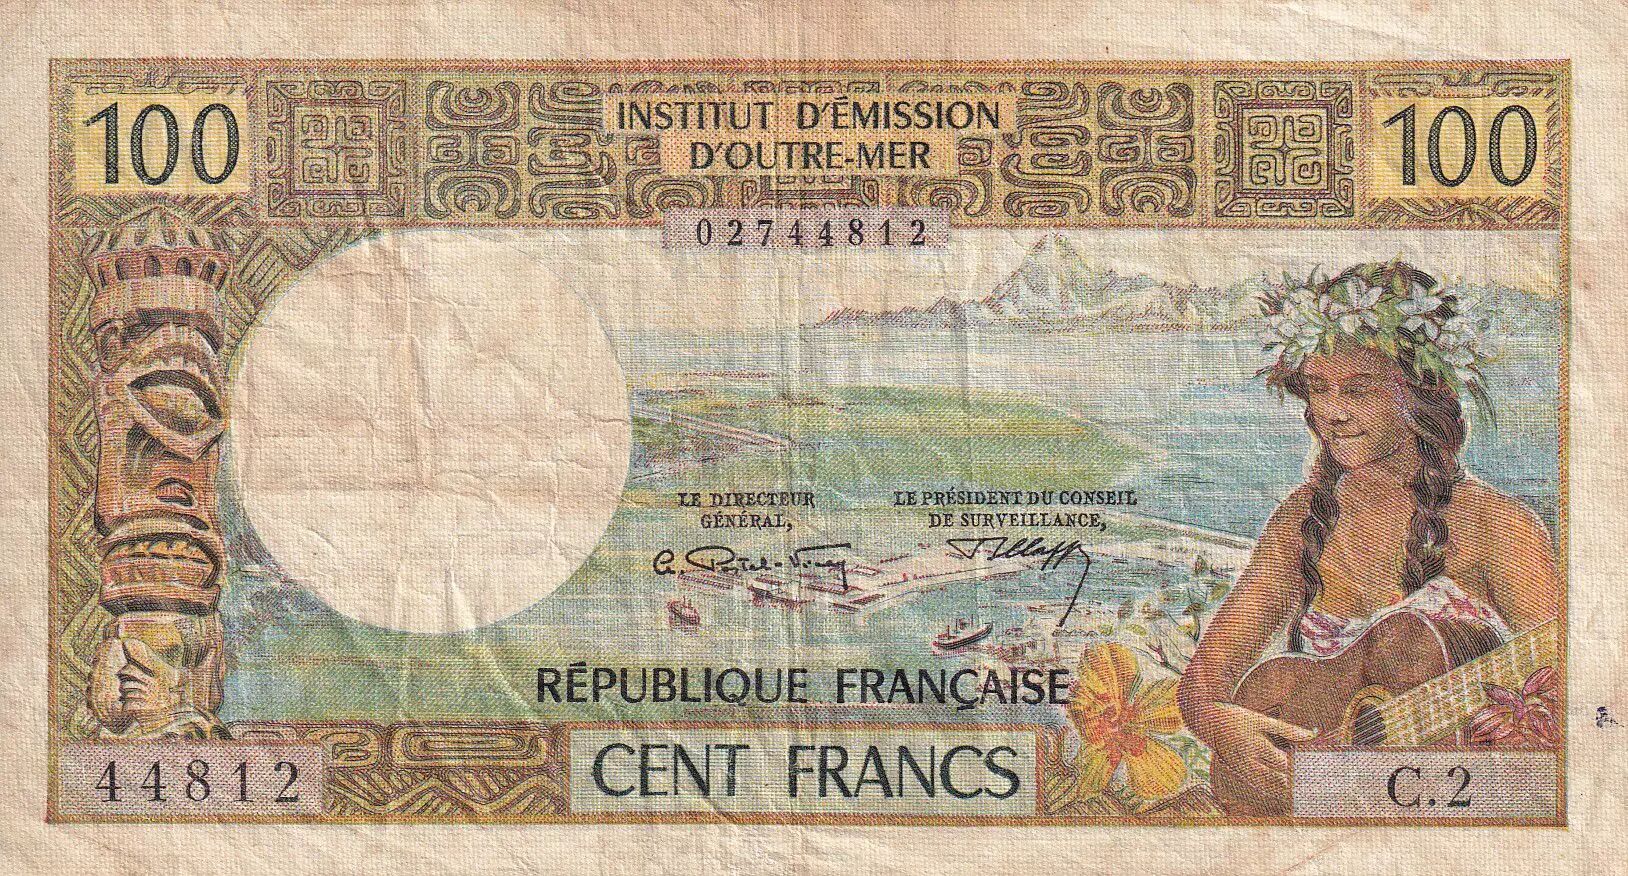 100
INSTITUT D'ÉMISSION
D'OUTRE-MER
100
02744812
LE DIRECTEUR
GÉNÉRAL,
LE PRÉSIDENT DU CONSEIL
DE SURVEILLANCE,
RÉPUBLIQUE FRANÇAISE
44812
CENT FRANCS
C.2